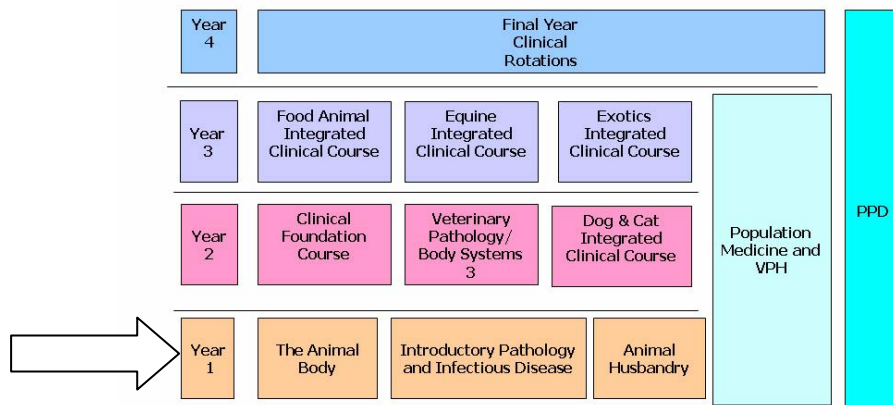 Year
4
Final Year
Clinical
Rotations
Year
3
Food Animal
Integrated
Clinical Course
Equine
Integrated
Clinical Course
Exotics
Integrated
Clinical Course
Year
2
Clinical
Foundation
Course
Veterinary
Pathology/
Body Systems
3
Dog & Cat
Integrated
Clinical Course
Year
1
The Animal
Body
Introductory Pathology
and Infectious Disease
Animal
Husbandry
Population
Medicine and
VPH
PPD